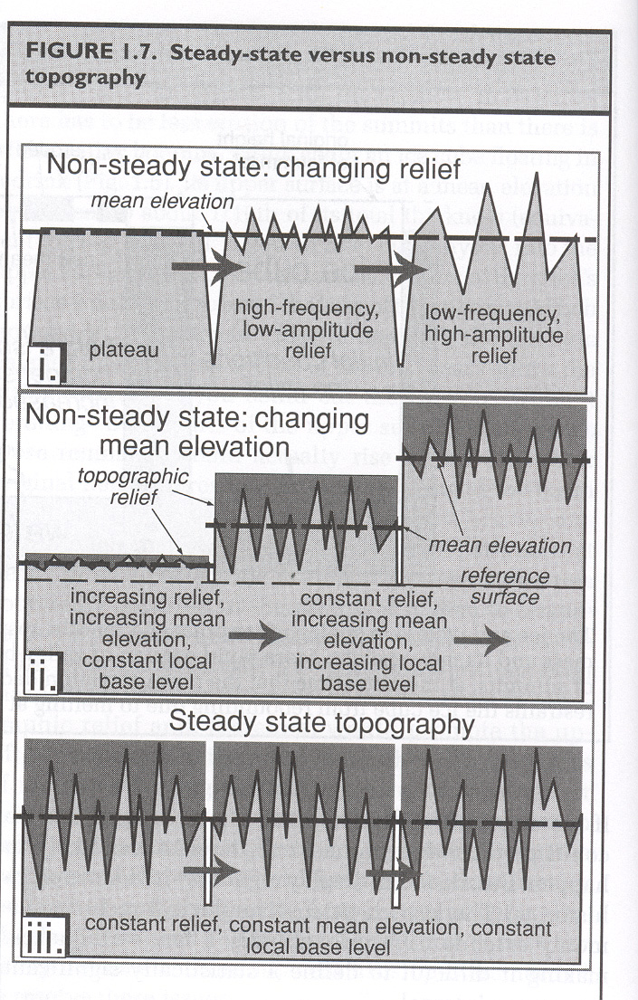 FIGURE 1.7. Steady-state versus non-steady state
topography
Non-steady state: changing relief
mean elevation
high-frequency,
low-amplitude
relief
low-frequency,
high-amplitude
relief
plateau
i.
Non-steady state: changing
mean elevation
topographic
relief
mean elevation
reference
surface
increasing relief,
increasing mean
elevation,
constant local
base level
constant relief,
increasing mean
elevation,
increasing local
base level
ii.
Steady state topography
constant relief, constant mean elevation, constant
local base level
iii.